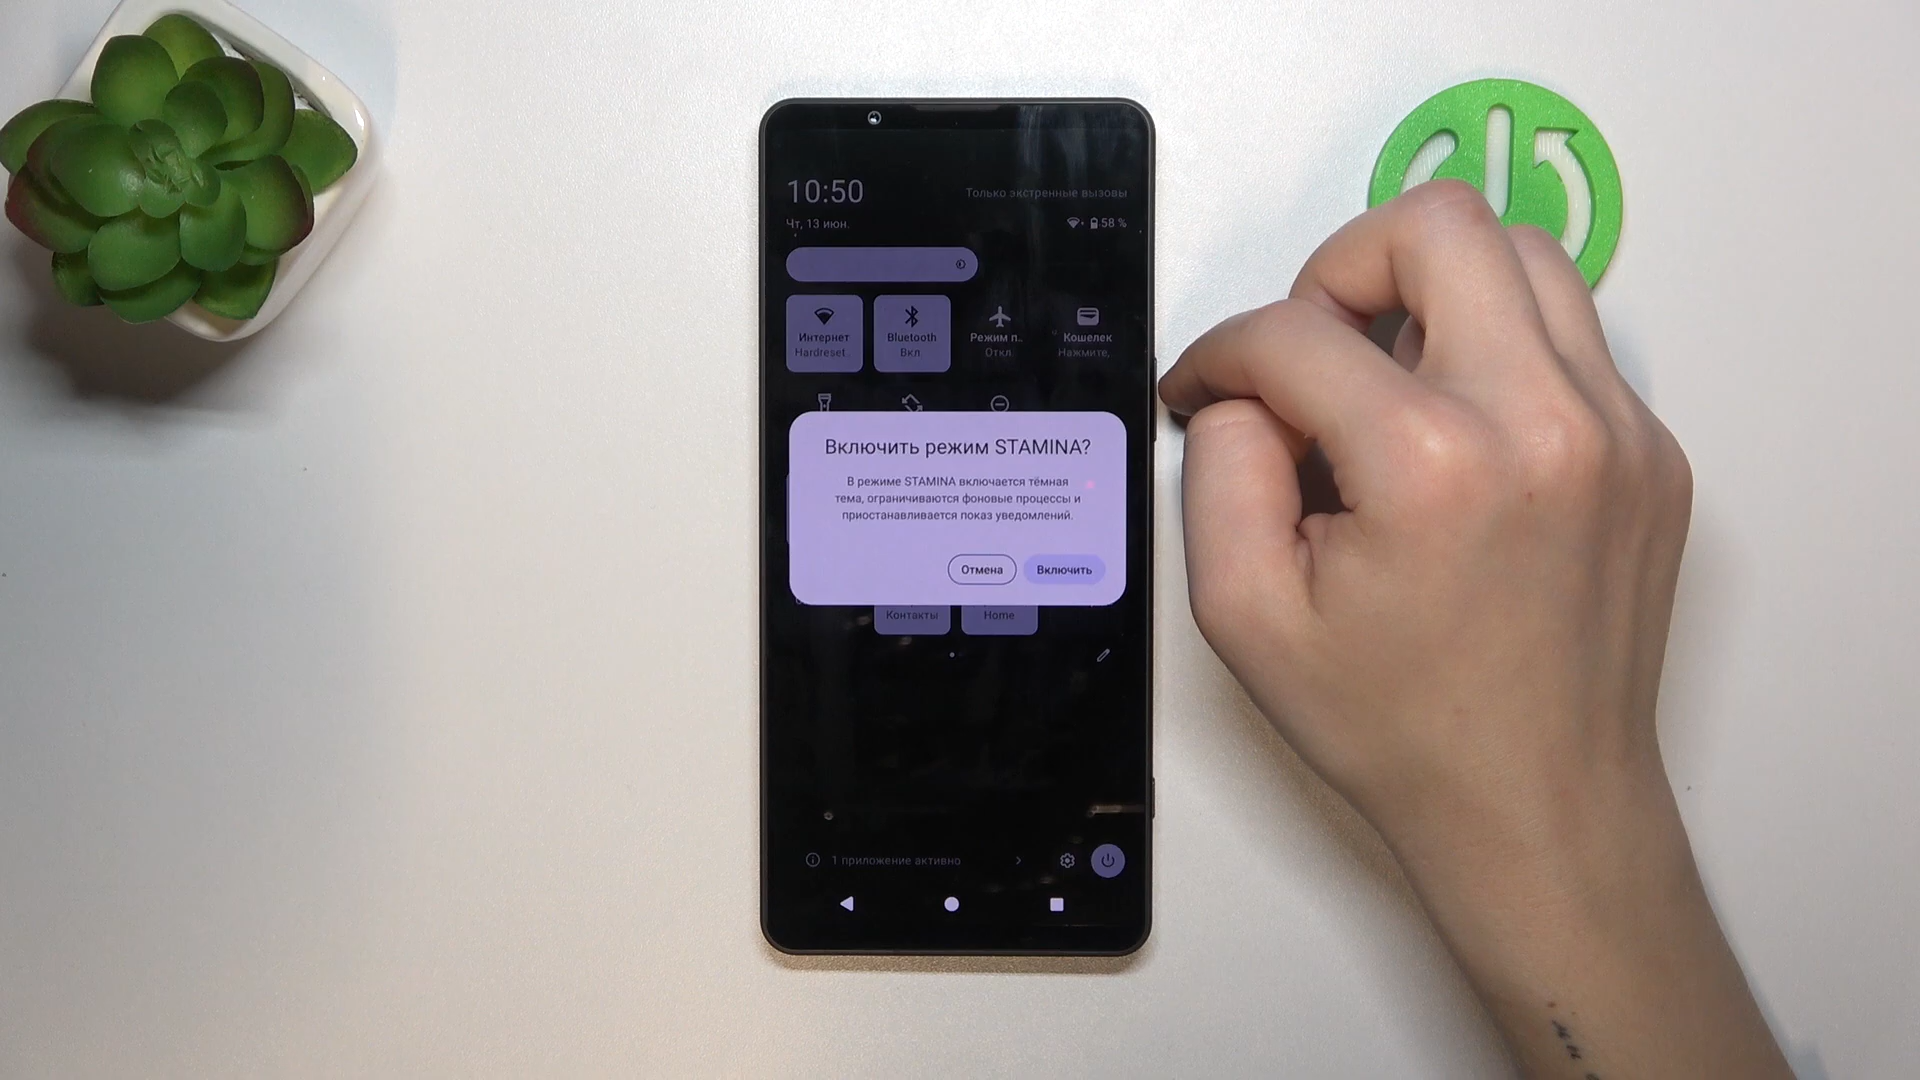 10:50
Только экстренные вызовы
Чт, 13 июн.
58 %
Интернет
Hardreset..
Bluetooth
Вкл.
Режим п..
Откл.
Кошелек
Нажмите,
Включить режим STAMINA?
В режиме STAMINA включается тёмная
тема, ограничиваются фоновые процессы и
приостанавливается показ уведомлений.
Отмена
Включить
Контакты
Home
1 приложение активно